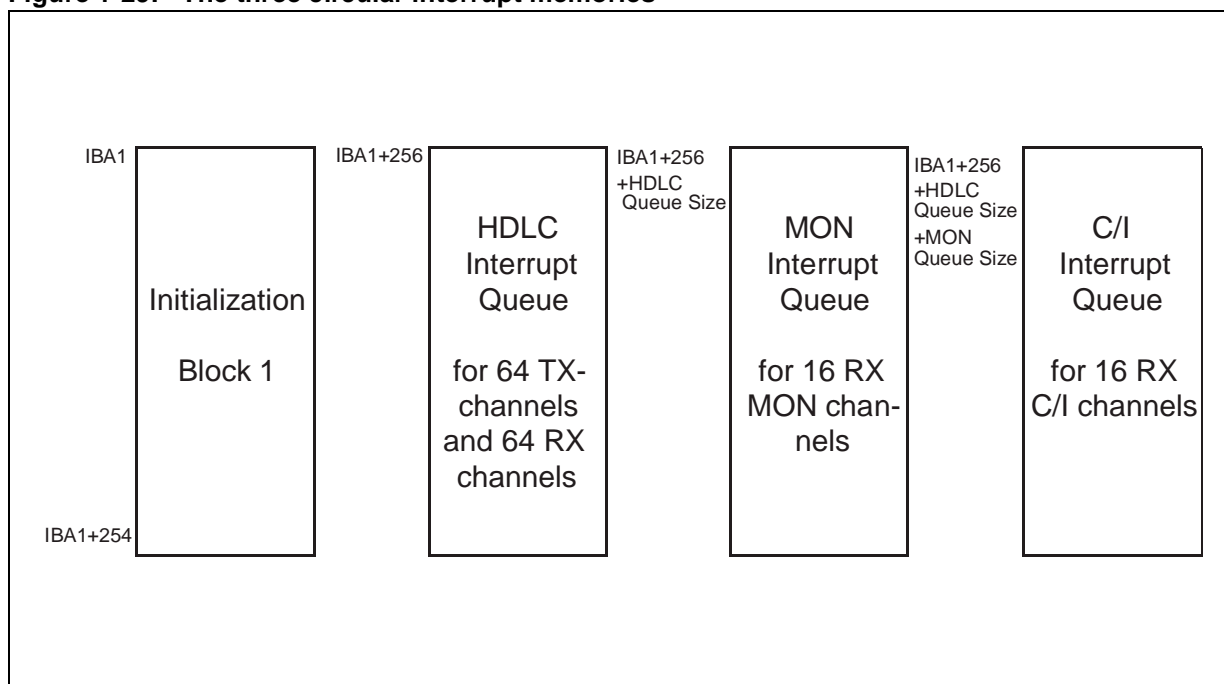 IBA1
Initialization
Block 1
IBA1+254
IBA1+256
HDLC
Interrupt
Queue
for 64 TX-
channels
and 64 RX
channels
IBA1+256
+HDLC
Queue Size
MON
Interrupt
Queue
for 16 RX
MON chan-
nels
IBA1+256
+HDLC
Queue Size
+MON
Queue Size
C/I
Interrupt
Queue
for 16 RX
C/I channels